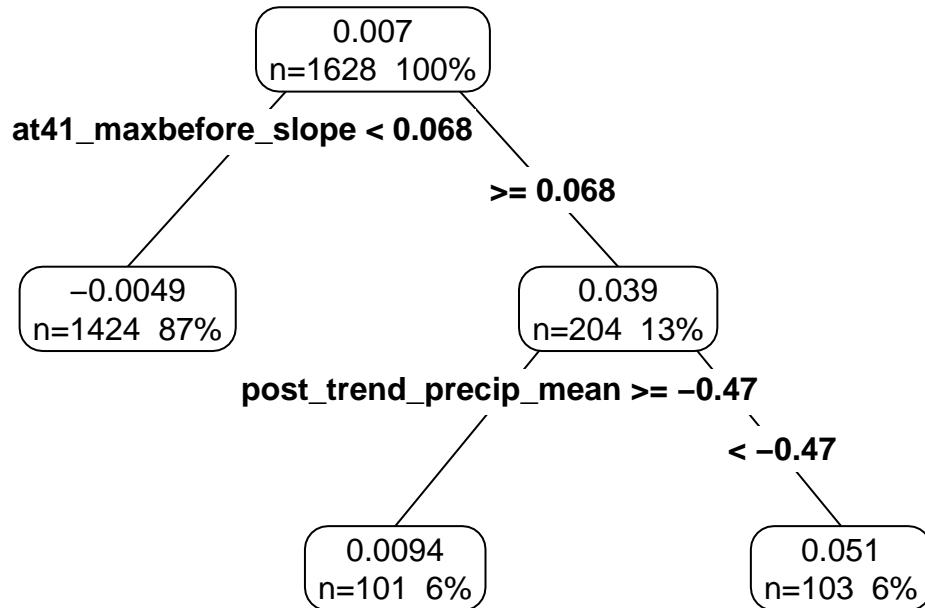 0.007
n=1628 100%
at41_maxbefore_slope < 0.068
>= 0.068
−0.0049
n=1424 87%
0.039
n=204 13%
post_trend_precip_mean >= −0.47
< −0.47
0.0094
n=101 6%
0.051
n=103 6%